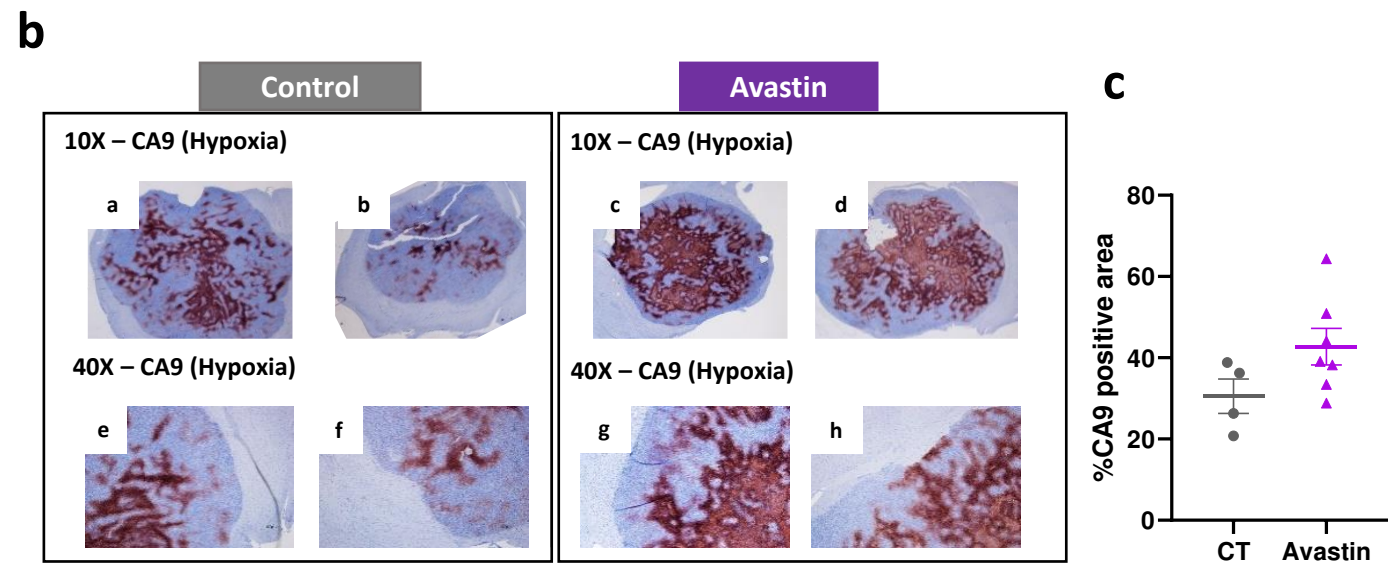 b
Control
Avastin
10X – CA9 (Hypoxia)
10X – CA9 (Hypoxia)
a
b
c
d
40X – CA9 (Hypoxia)
40X – CA9 (Hypoxia)
e
f
g
h
c
%CA9 positive area
80
60
40
20
0
CT
Avastin